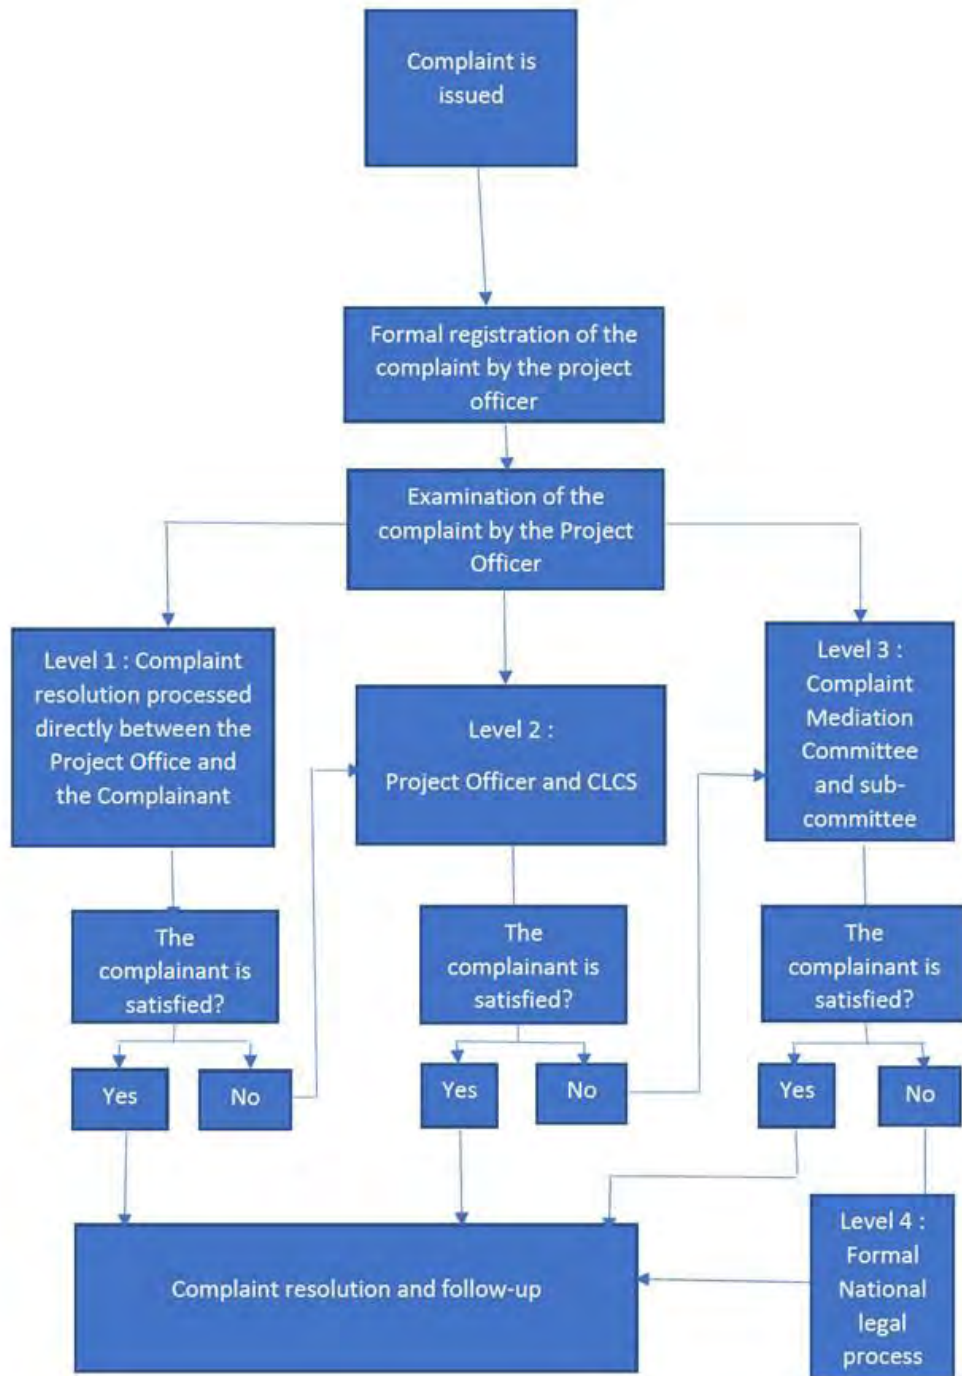 Complaint is
issued
Formal registration of the
complaint by the project
officer
Examination of the
complaint by the Project
Officer
Level 1 : Complaint
resolution processed
directly between the
Project Office and
the Complainant
Level 2 :
Project Officer and CLCS
Level 3 :
Complaint
Mediation
Committee
and sub-
committee
The
complainant is
satisfied?
The
complainant is
satisfied?
The
complainant is
satisfied?
Yes
No
Yes
No
Yes
No
Complaint resolution and follow-up
Level 4 :
Formal
National
legal
process